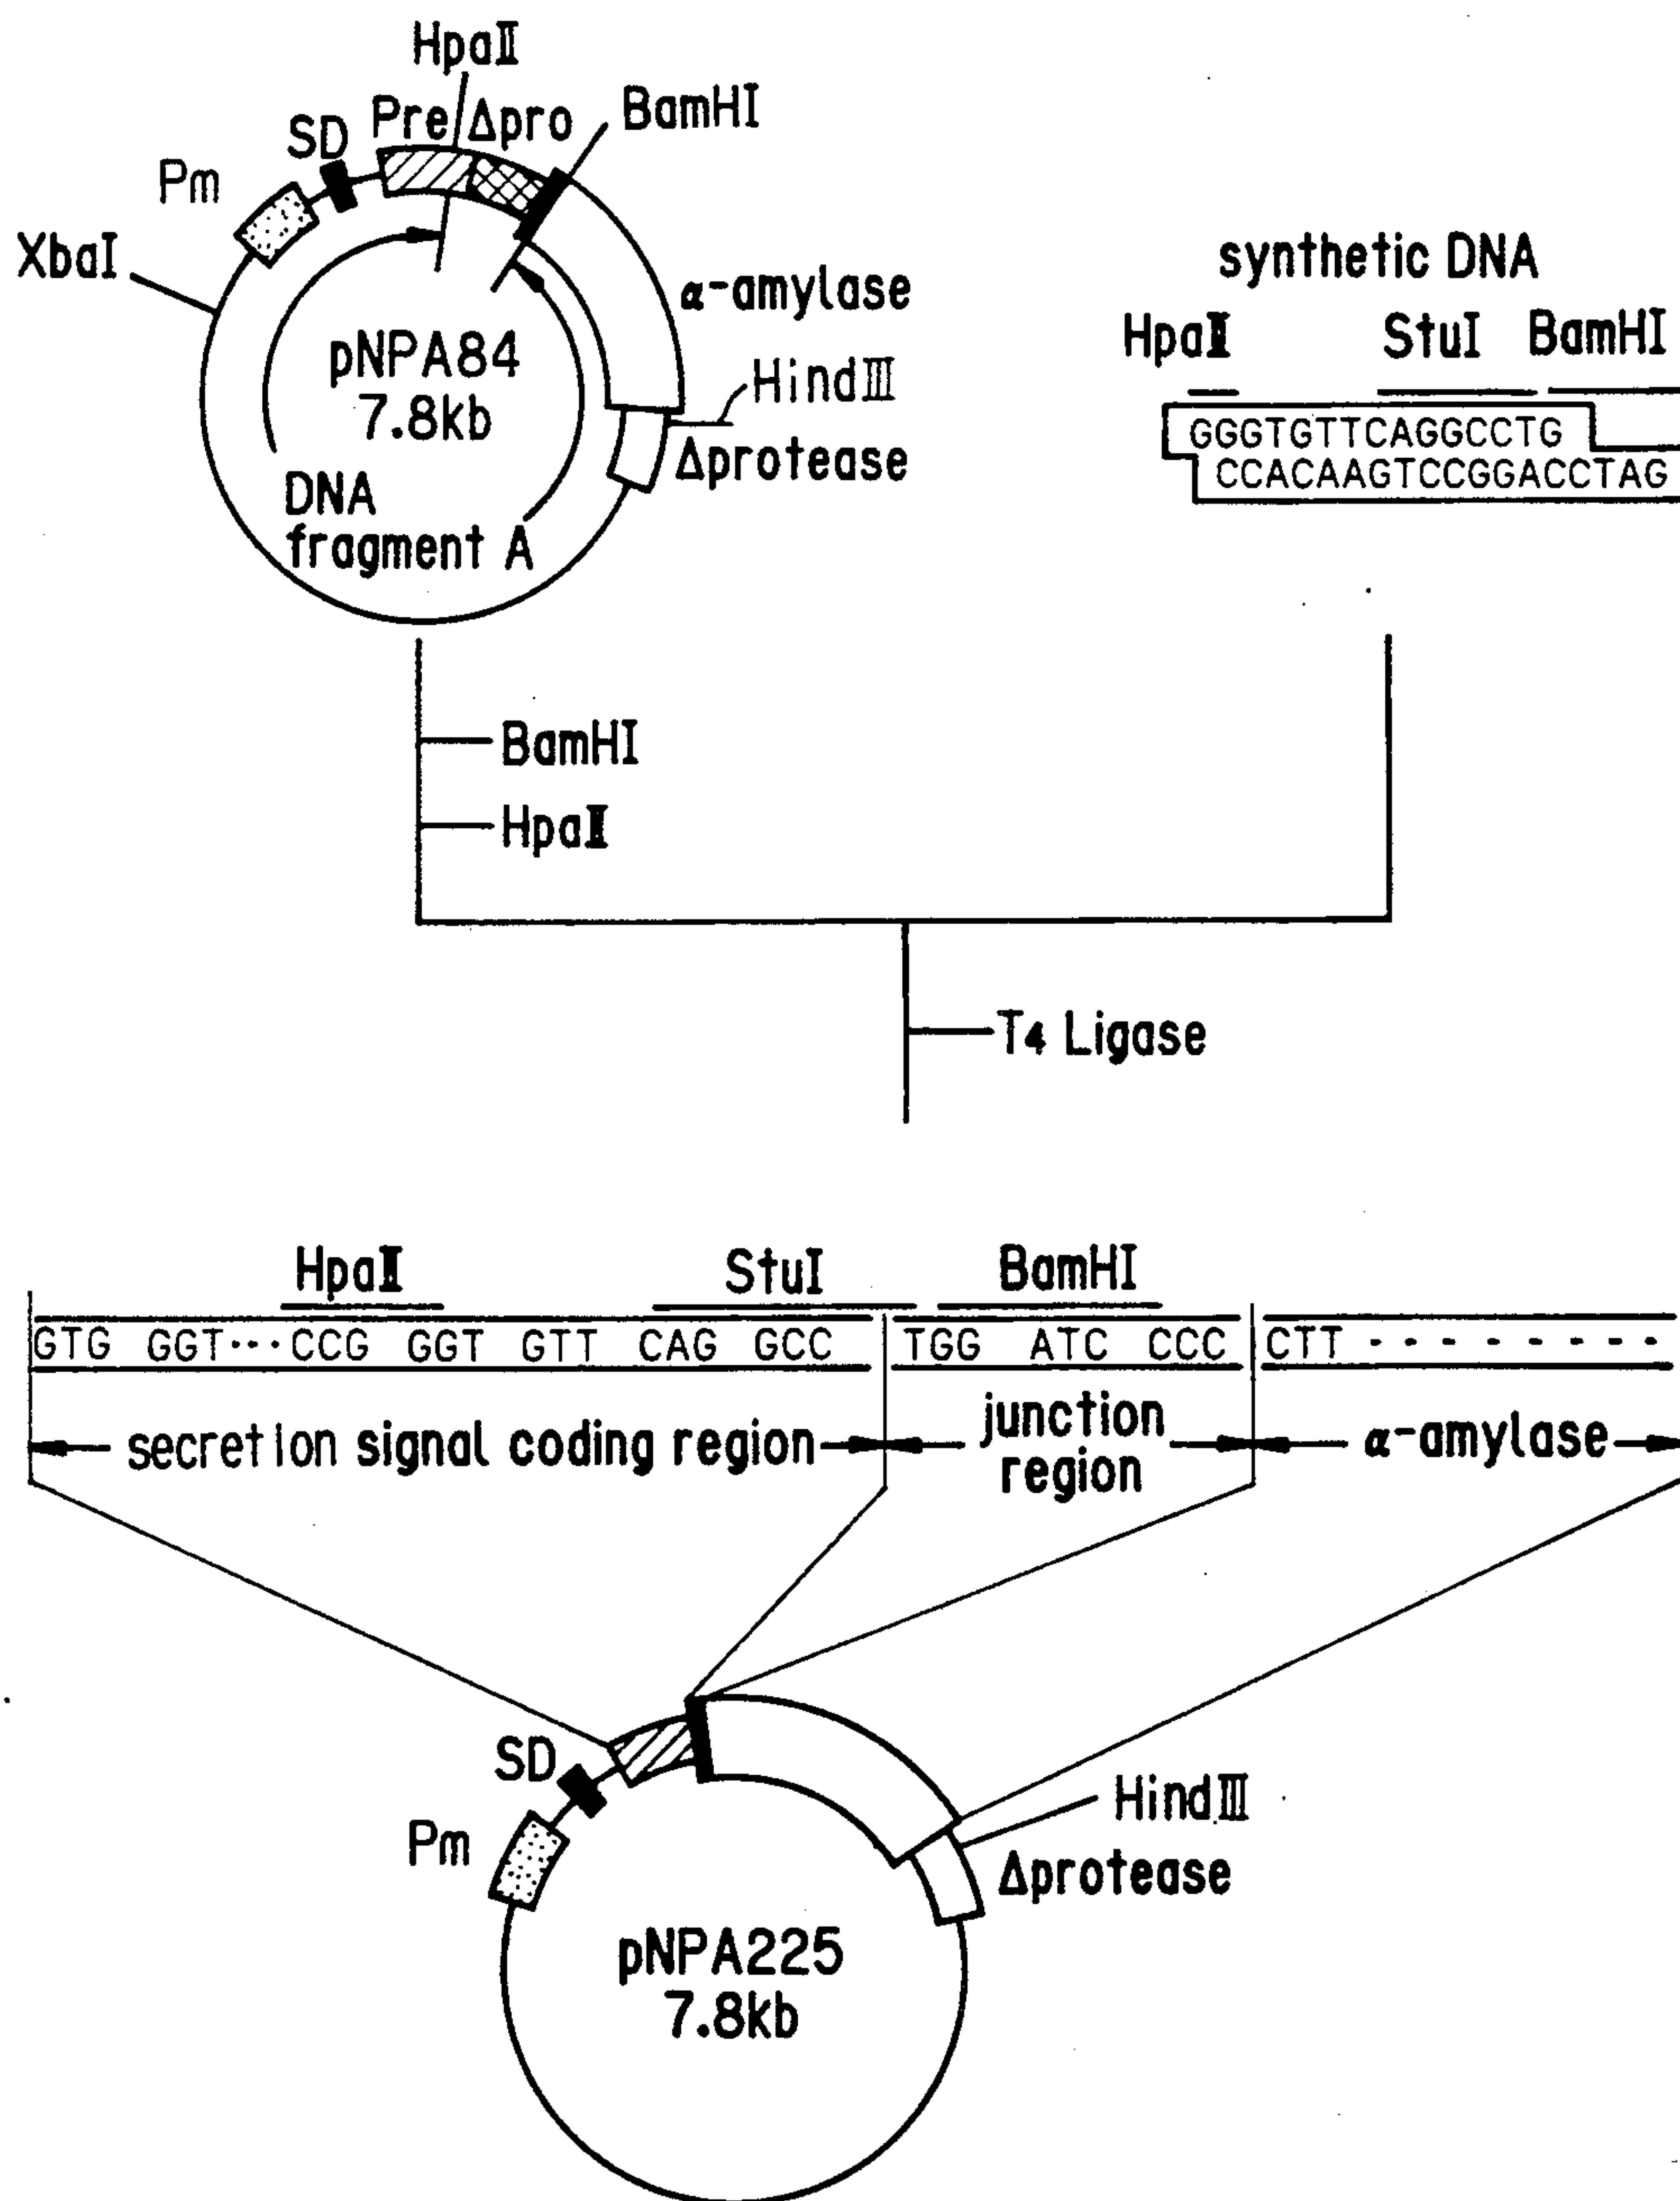 HpaⅡ
Pre Δpro
BamHI
SD
Pm
XbaI
α-amylase
pNPA84
7.8kb
HindⅢ
Δprotease
DNA
fragment A
synthetic DNA
HpaⅡ StuI BamHI
GGGTGTTCAGGCCTG
CCACAAGTCCGGACCTAG
BamHI
HpaⅡ
T4 Ligase
HpaⅡ StuI BamHI
GTG GGT···CCG GGT GTT CAG GCC TGG ATC CCC CTT - - - - - - - -
secretion signal coding region
junction
region
α-amylase
SD
Pm
HindⅢ
Δprotease
pNPA225
7.8kb